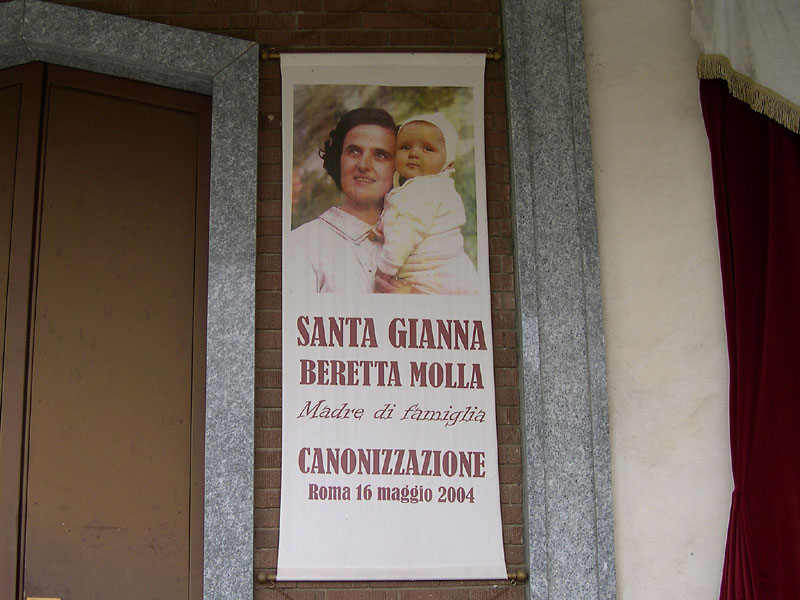 SANTA GIANNA
BERETTA MOLLA
Madre di famiglia
CANONIZZAZIONE
Roma 16 maggio 2004